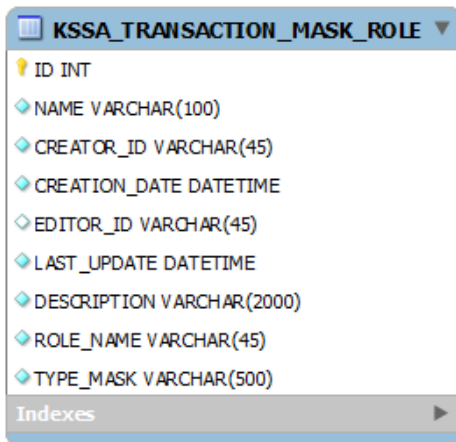 KSSA_TRANSACTION_MASK_ROLE
ID INT
NAME VARCHAR(100)
CREATOR_ID VARCHAR(45)
CREATION_DATE DATETIME
EDITOR_ID VARCHAR(45)
LAST_UPDATE DATETIME
DESCRIPTION VARCHAR(2000)
ROLE_NAME VARCHAR(45)
TYPE_MASK VARCHAR(500)
Indexes